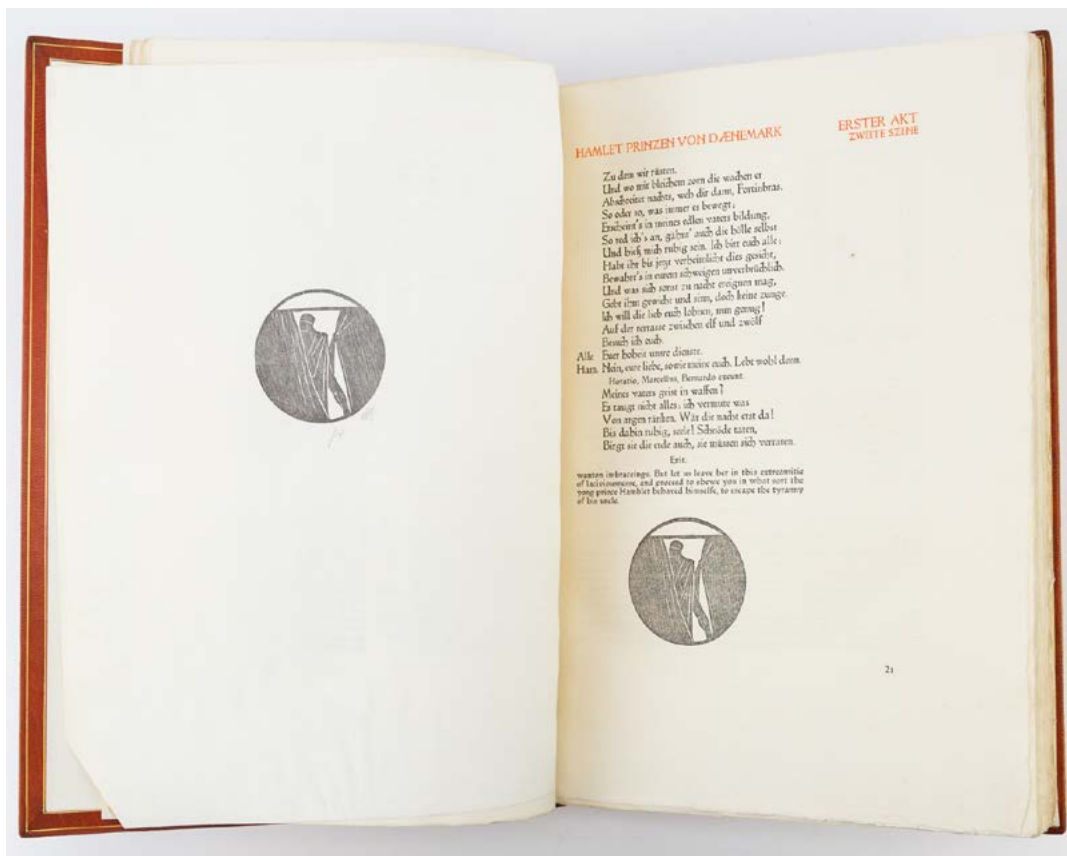 HAMLET PRINZEN VON DÆNEMARK
ERSTER AKT
ZWEITE SZENE
Zu dem wir rüsten.
Und wo mit bleichem zorn die wachen er
Abschreitet nachts, weh dir dann, Fortinbras.
So oder so, was immer es bewegt:
Erscheint's in meines edlen vaters bildung,
So red ich's an, gähnt' auch die hölle selbst
Und hieß mich ruhig sein. Ich bitt euch alle:
Habt ihr bis jetzt verheimlicht dies gesicht,
Bewahrt's in eurem schweigen unverbrüchlich.
Und was sich sonst zu nacht ereignen mag,
Gebt ihm gewicht und sinn, doch keine zunge.
Ich will die lieb euch lohnen, nun genug!
Auf der terrasse zwischen elf und zwölf
Besuch ich euch.
Alle Euer hoheit unsre dienste.
Ham. Nein, eure liebe, sowie meine euch. Lebt wohl denn.
Horatio, Marcellus, Bernardo exeunt.
Meines vaters geist in waffen?
Es taugt nicht alles: ich vermute was
Von argen ränken. Wär die nacht erst da!
Bis dahin ruhig, seele! Schnöde taten,
Birgt sie die erde auch, sie müssen sich verraten.
Exit.
wanton imbraceings. But let us leave her in this extreamitie
of laciviousnesse, and proceed to shewe you in what sort the
yong prince Hamblet behaved himselfe, to escape the tyranny
of his uncle.
21